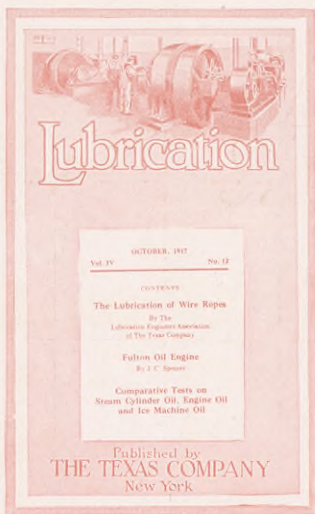 Lubrication
OCTOBER, 1917
Vol. IV No. 12
CONTENTS
The Lubrication of Wire Ropes
By The
Lubrication Engineers Association
of The Texas Company
Fulton Oil Engine
By J. C. Spencer
Comparative Tests on
Steam Cylinder Oil, Engine Oil
and Ice Machine Oil
Published by
THE TEXAS COMPANY
New York